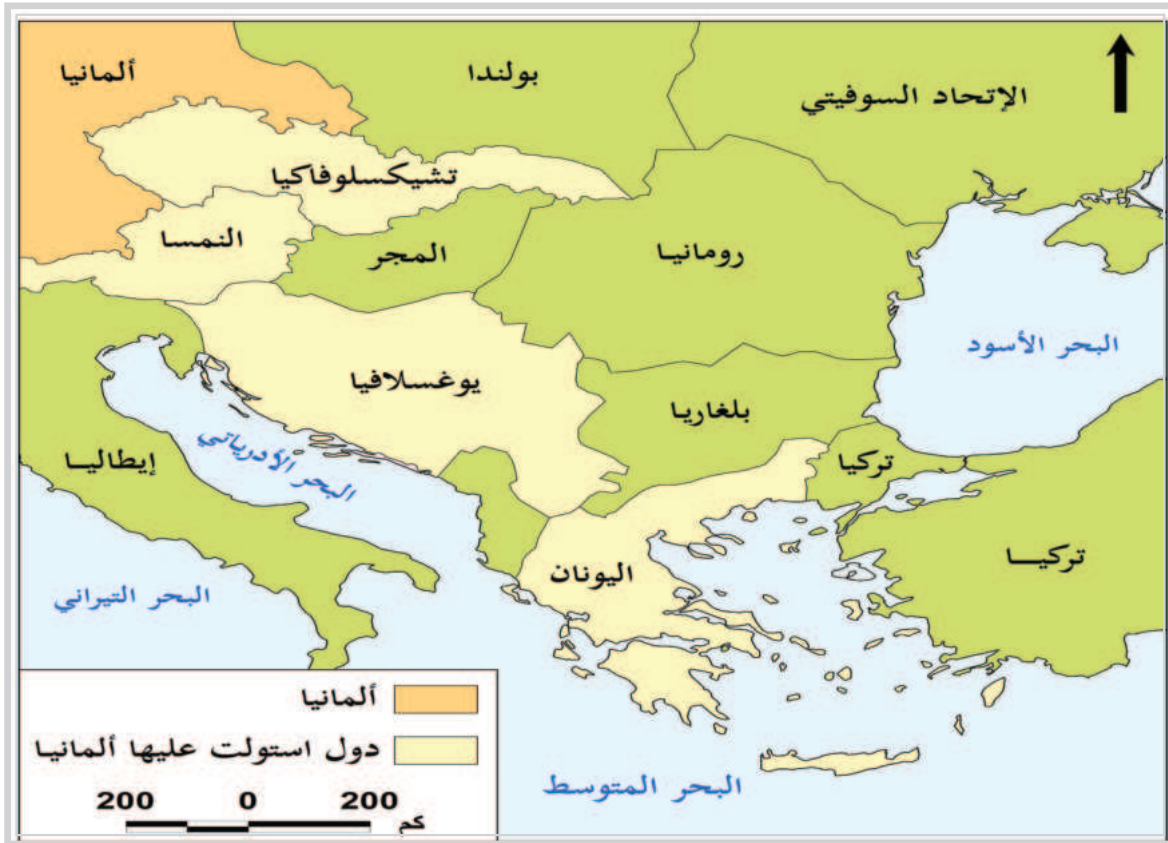 ألمانيا
بولندا
الإتحاد السوفيتي
تشيكسلوفاكيا
النمسا
المجر
رومانيا
البحر الأسود
يوغسلافيا
بلغاريا
إيطاليا
البحر الأدرياتي
تركيا
اليونان
تركيـا
البحر التيراني
البحر المتوسط
ألمانيا
دول استولت عليها ألمانيا
200 0 200
كم